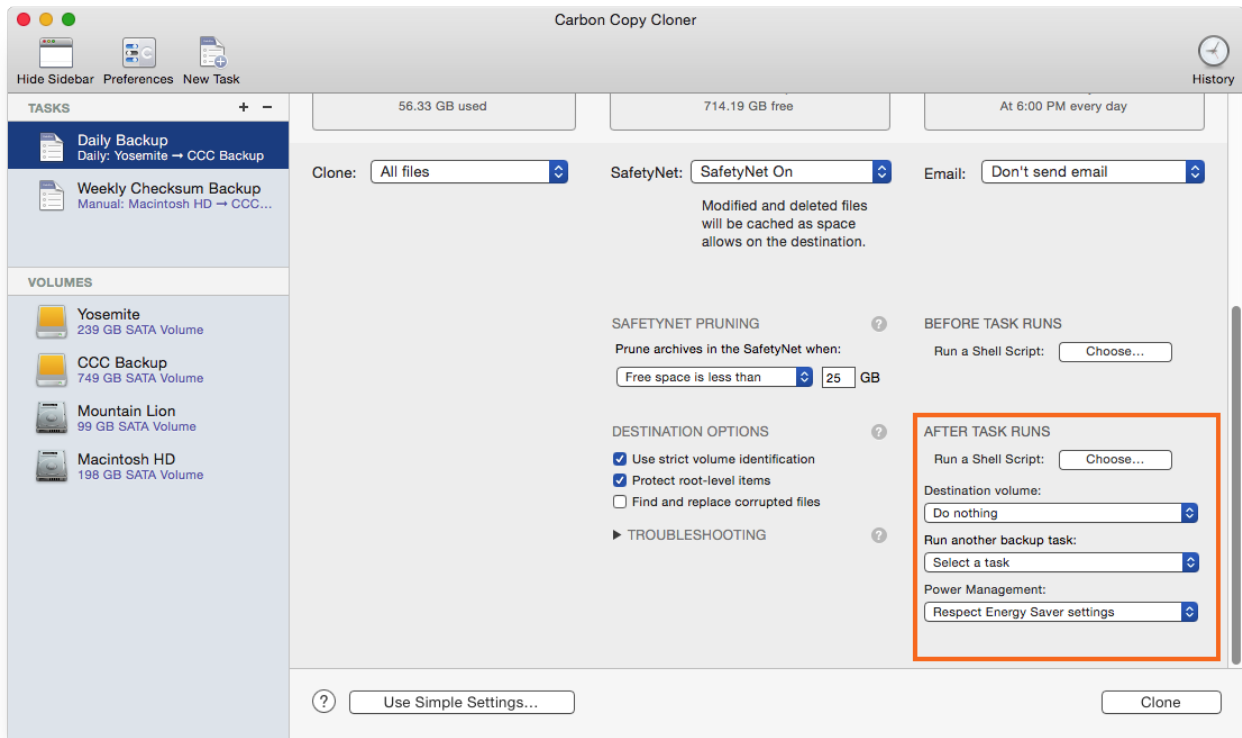 Carbon Copy Cloner
Hide Sidebar Preferences New Task
History
TASKS + −
Daily Backup
Daily: Yosemite → CCC Backup
Weekly Checksum Backup
Manual: Macintosh HD → CCC...
VOLUMES
Yosemite
239 GB SATA Volume
CCC Backup
749 GB SATA Volume
Mountain Lion
99 GB SATA Volume
Macintosh HD
198 GB SATA Volume
56.33 GB used
714.19 GB free
At 6:00 PM every day
Clone: All files
SafetyNet: SafetyNet On
Modified and deleted files
will be cached as space
allows on the destination.
Email: Don't send email
SAFETYNET PRUNING ?
Prune archives in the SafetyNet when:
Free space is less than 25 GB
DESTINATION OPTIONS ?
Use strict volume identification
Protect root-level items
Find and replace corrupted files
TROUBLESHOOTING ?
BEFORE TASK RUNS
Run a Shell Script: Choose...
AFTER TASK RUNS
Run a Shell Script: Choose...
Destination volume:
Do nothing
Run another backup task:
Select a task
Power Management:
Respect Energy Saver settings
? Use Simple Settings...
Clone